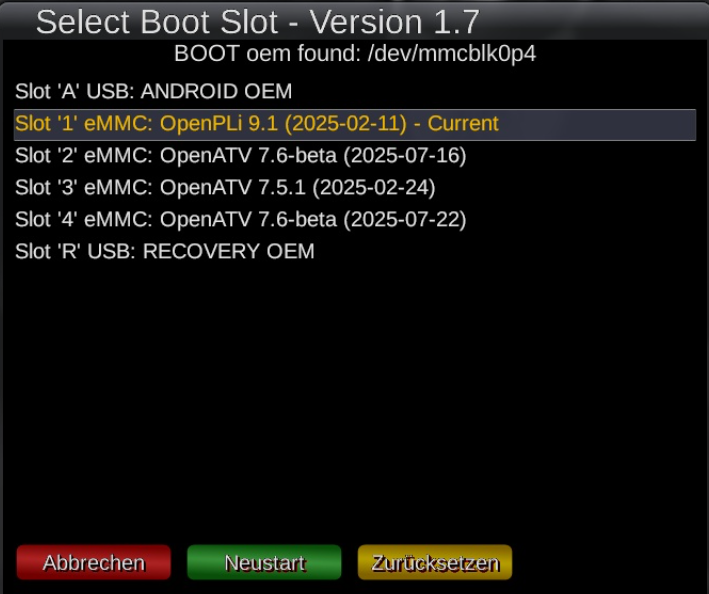 Select Boot Slot - Version 1.7
BOOT oem found: /dev/mmcblk0p4
Slot 'A' USB: ANDROID OEM
Slot '1' eMMC: OpenPLi 9.1 (2025-02-11) - Current
Slot '2' eMMC: OpenATV 7.6-beta (2025-07-16)
Slot '3' eMMC: OpenATV 7.5.1 (2025-02-24)
Slot '4' eMMC: OpenATV 7.6-beta (2025-07-22)
Slot 'R' USB: RECOVERY OEM
Abbrechen
Neustart
Zurücksetzen